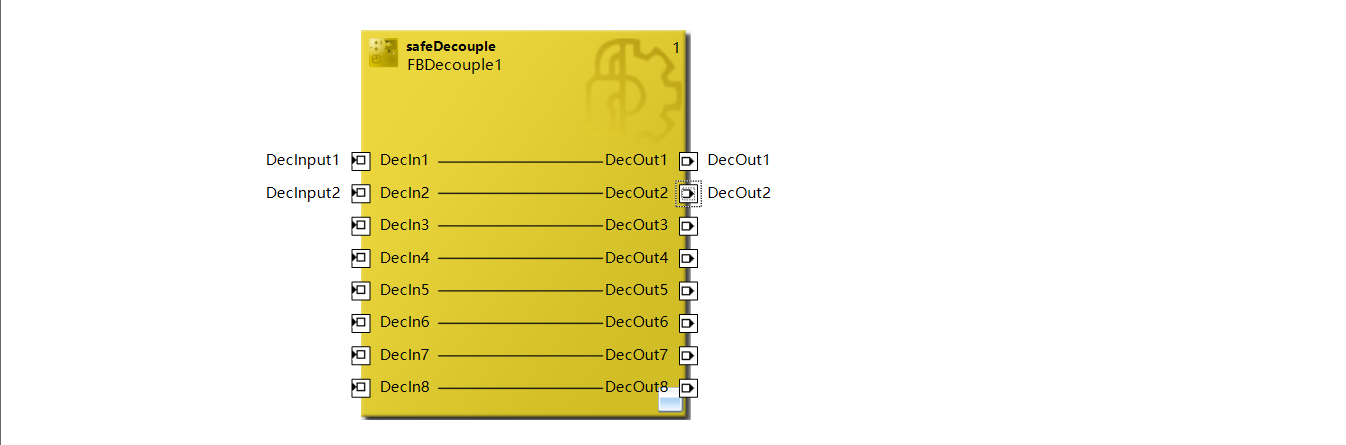 safeDecouple 1
FBDecouple1
DecInput1 DecIn1 DecOut1 DecOut1
DecInput2 DecIn2 DecOut2 DecOut2
DecIn3 DecOut3
DecIn4 DecOut4
DecIn5 DecOut5
DecIn6 DecOut6
DecIn7 DecOut7
DecIn8 DecOut8